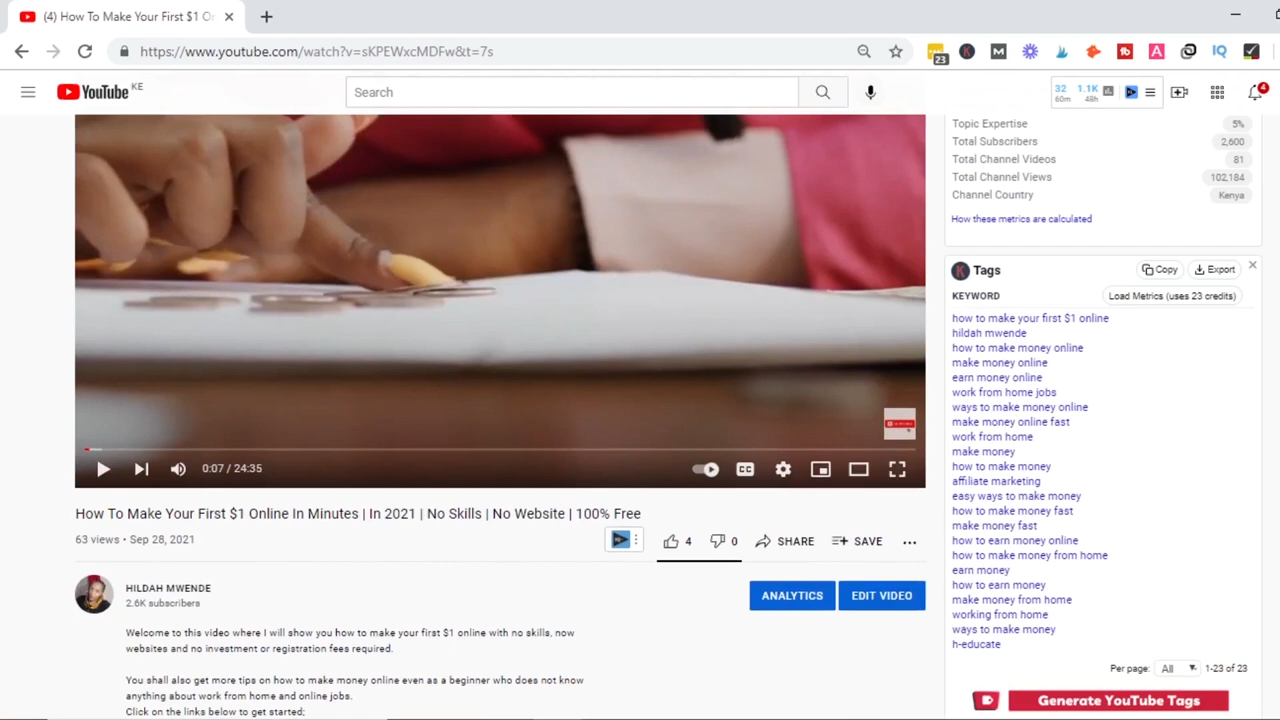 (4) How To Make Your First $1 Or
https://www.youtube.com/watch?v=sKPEWxcMDFw&t=7s
23
IQ
YouTube KE
Search
32 1.1K
60m 48h
4
Topic Expertise 5%
Total Subscribers 2,600
Total Channel Videos 81
Total Channel Views 102,184
Channel Country Kenya
How these metrics are calculated
K Tags Copy Export
KEYWORD Load Metrics (uses 23 credits)
how to make your first $1 online
hildah mwende
how to make money online
make money online
earn money online
work from home jobs
ways to make money online
make money online fast
work from home
make money
how to make money
affiliate marketing
easy ways to make money
how to make money fast
make money fast
how to earn money online
how to make money from home
earn money
how to earn money
make money from home
working from home
ways to make money
h-educate
Per page: All 1-23 of 23
Generate YouTube Tags
0:07 / 24:35
CC
How To Make Your First $1 Online In Minutes | In 2021 | No Skills | No Website | 100% Free
63 views • Sep 28, 2021
4 0 SHARE SAVE
HILDAH MWENDE
2.6K subscribers
ANALYTICS EDIT VIDEO
Welcome to this video where I will show you how to make your first $1 online with no skills, now
websites and no investment or registration fees required.
You shall also get more tips on how to make money online even as a beginner who does not know
anything about work from home and online jobs.
Click on the links below to get started;